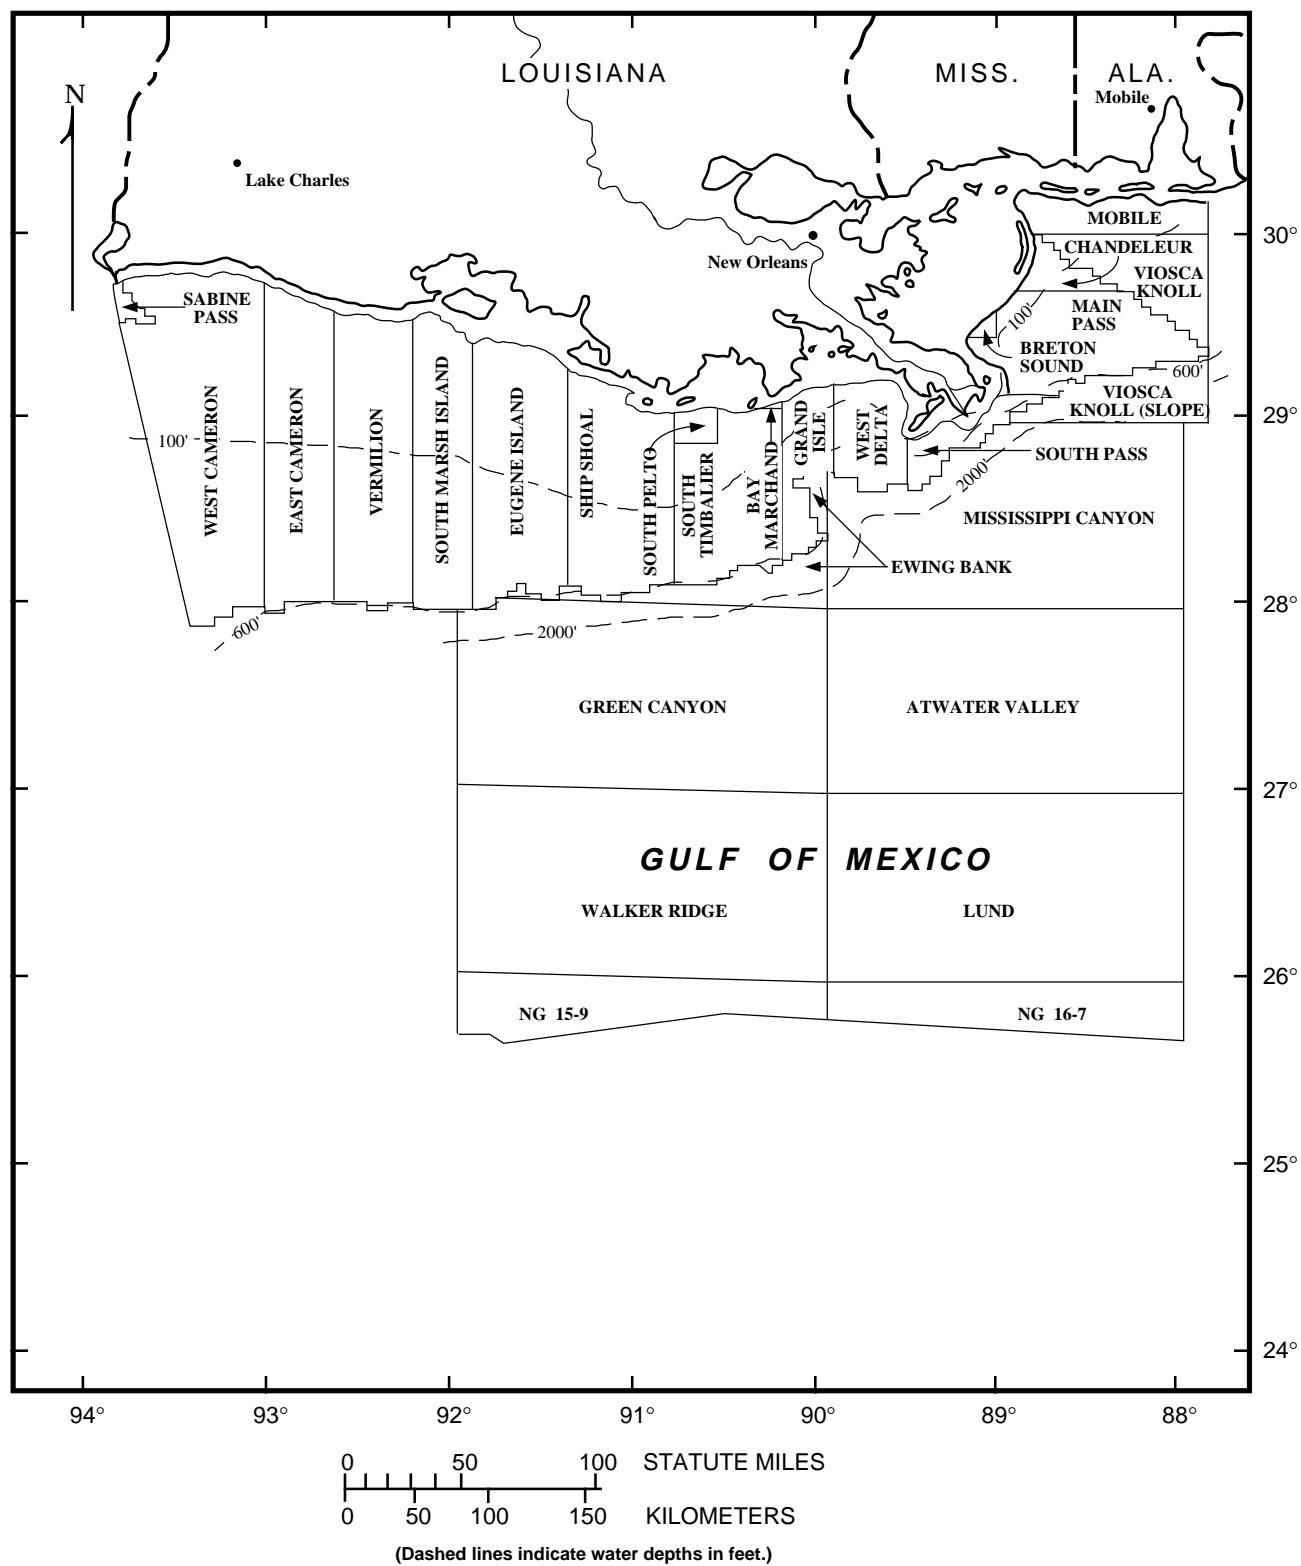 LOUISIANA
MISS.
ALA.
Mobile
N
Lake Charles
New Orleans
MOBILE
30°
CHANDELEUR
VIOSCA
KNOLL
SABINE
PASS
MAIN
PASS
100'
BRETON
SOUND
600'
VIOSCA
KNOLL (SLOPE)
29°
100'
WEST CAMERON
EAST CAMERON
VERMILION
SOUTH MARSH ISLAND
EUGENE ISLAND
SHIP SHOAL
SOUTH PELTO
SOUTH
TIMBALIER
BAY
MARCHAND
GRAND
ISLE
WEST
DELTA
SOUTH PASS
2000'
MISSISSIPPI CANYON
EWING BANK
28°
600'
2000'
GREEN CANYON
ATWATER VALLEY
27°
GULF OF MEXICO
WALKER RIDGE
LUND
26°
NG 15-9
NG 16-7
25°
24°
94°
93°
92°
91°
90°
89°
88°
0 50 100 STATUTE MILES
0 50 100 150 KILOMETERS
(Dashed lines indicate water depths in feet.)